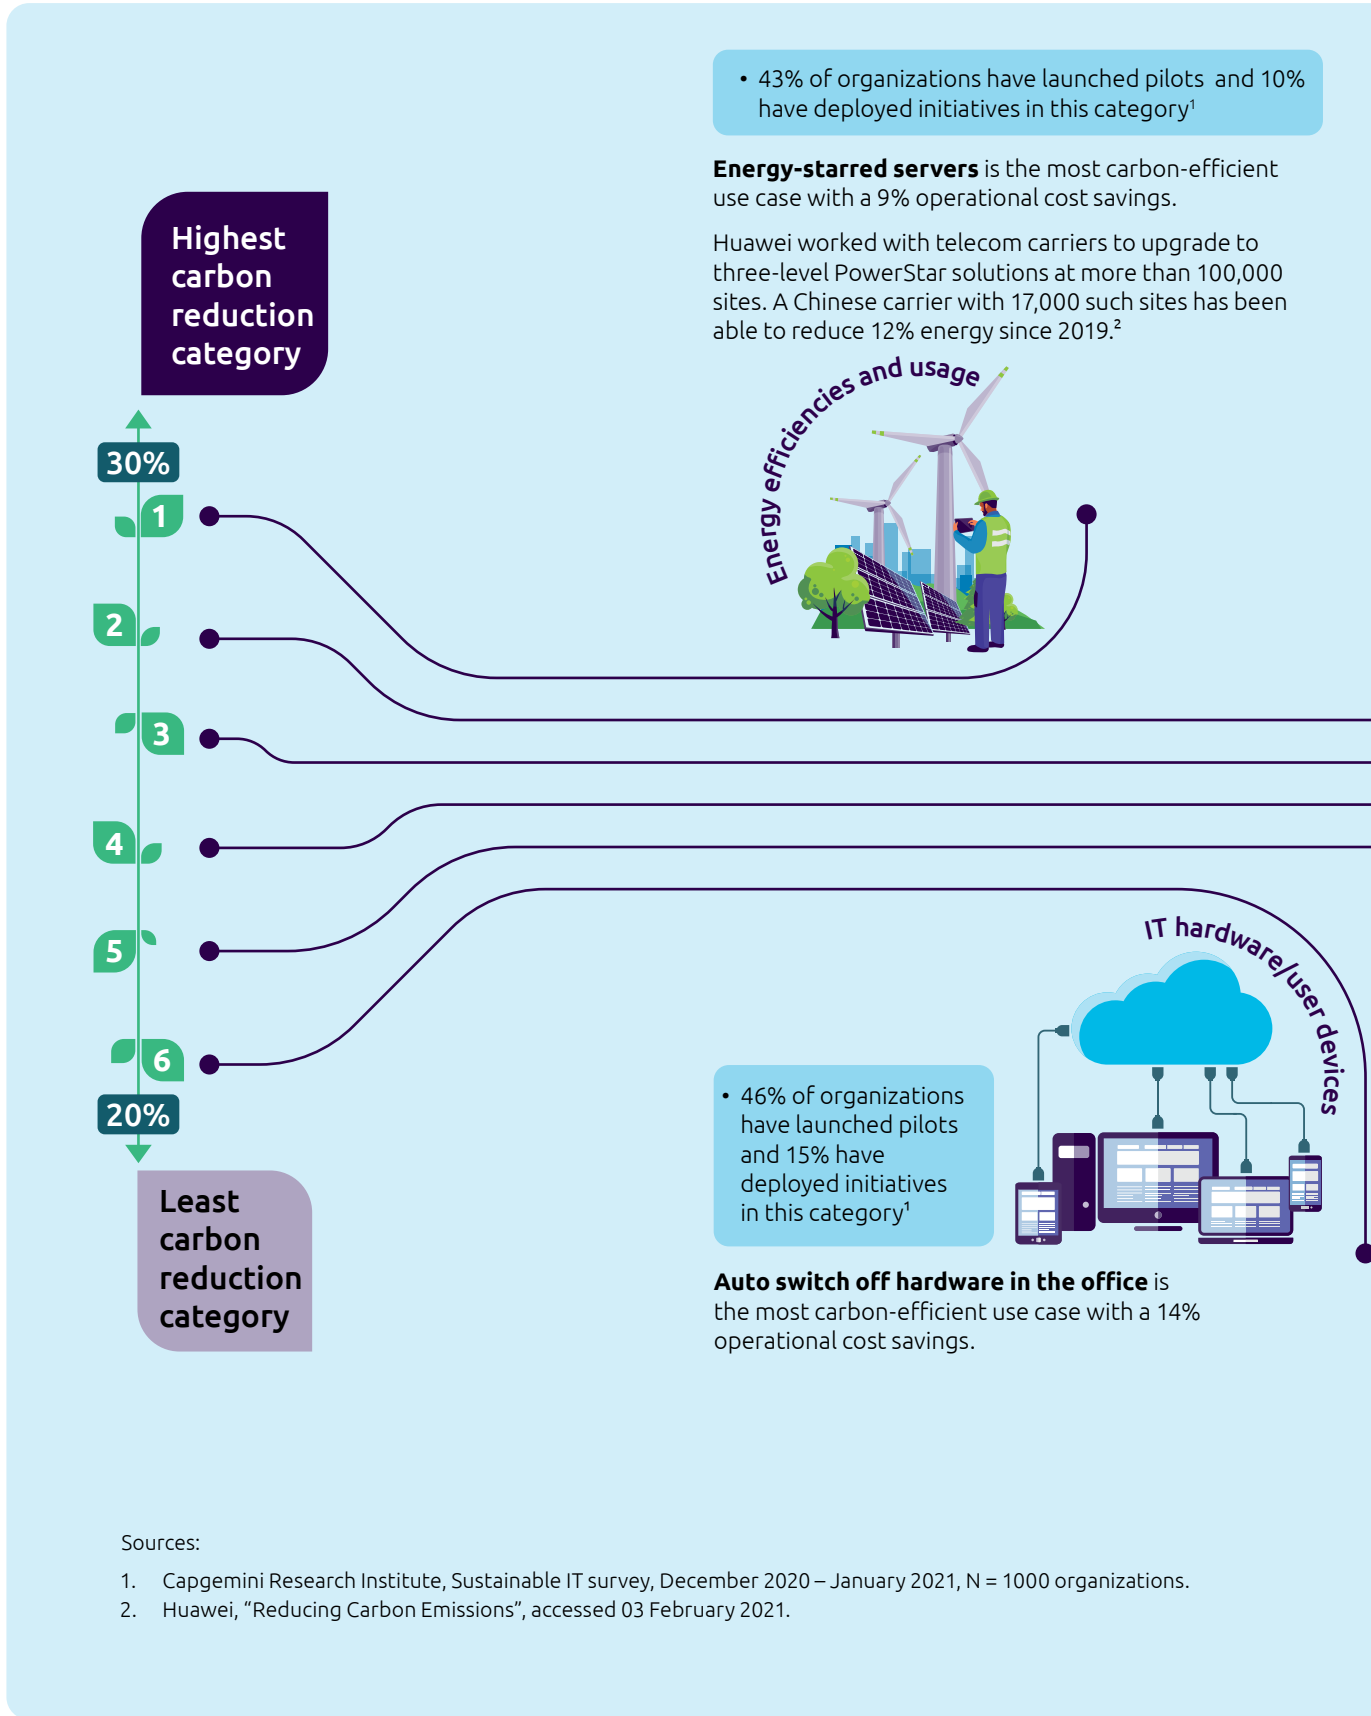 • 43% of organizations have launched pilots and 10%
have deployed initiatives in this category¹
Energy-starred servers is the most carbon-efficient
use case with a 9% operational cost savings.
Huawei worked with telecom carriers to upgrade to
three-level PowerStar solutions at more than 100,000
sites. A Chinese carrier with 17,000 such sites has been
able to reduce 12% energy since 2019.²
Highest
carbon
reduction
category
Energy efficiencies and usage
30%
1
2
3
4
5
6
20%
Least
carbon
reduction
category
IT hardware/user devices
• 46% of organizations
have launched pilots
and 15% have
deployed initiatives
in this category¹
Auto switch off hardware in the office is
the most carbon-efficient use case with a 14%
operational cost savings.
Sources:
1. Capgemini Research Institute, Sustainable IT survey, December 2020 – January 2021, N = 1000 organizations.
2. Huawei, “Reducing Carbon Emissions”, accessed 03 February 2021.